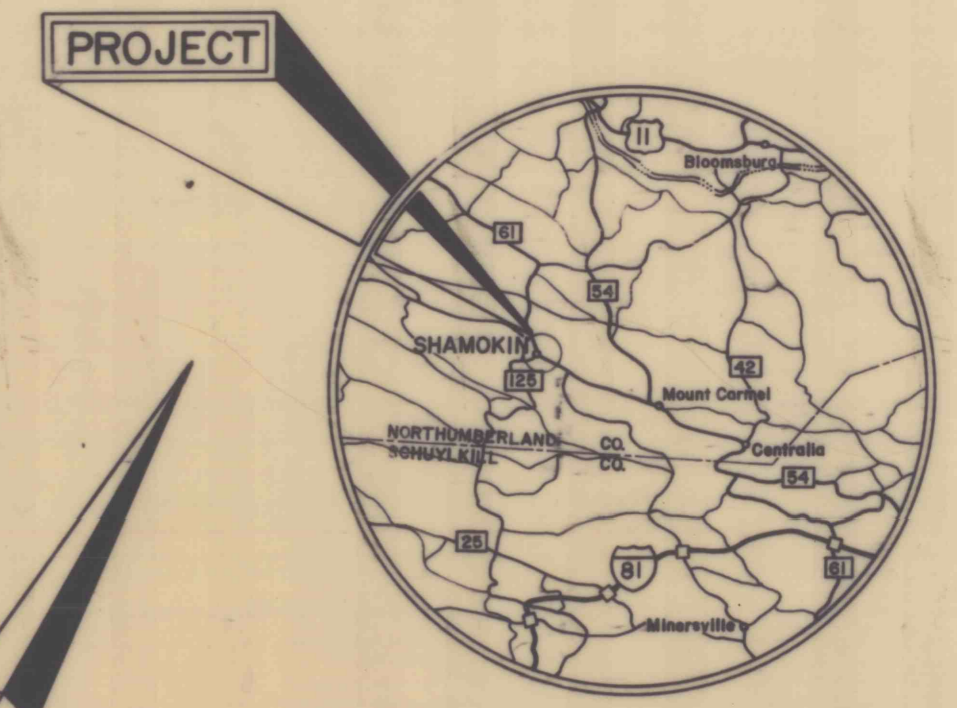 PROJECT
11
Bloomsburg
61
54
SHAMOKIN
125
42
Mount Carmel
NORTHUMBERLAND CO.
SCHUYLKILL CO.
Centralia
54
25
81
61
Minersville